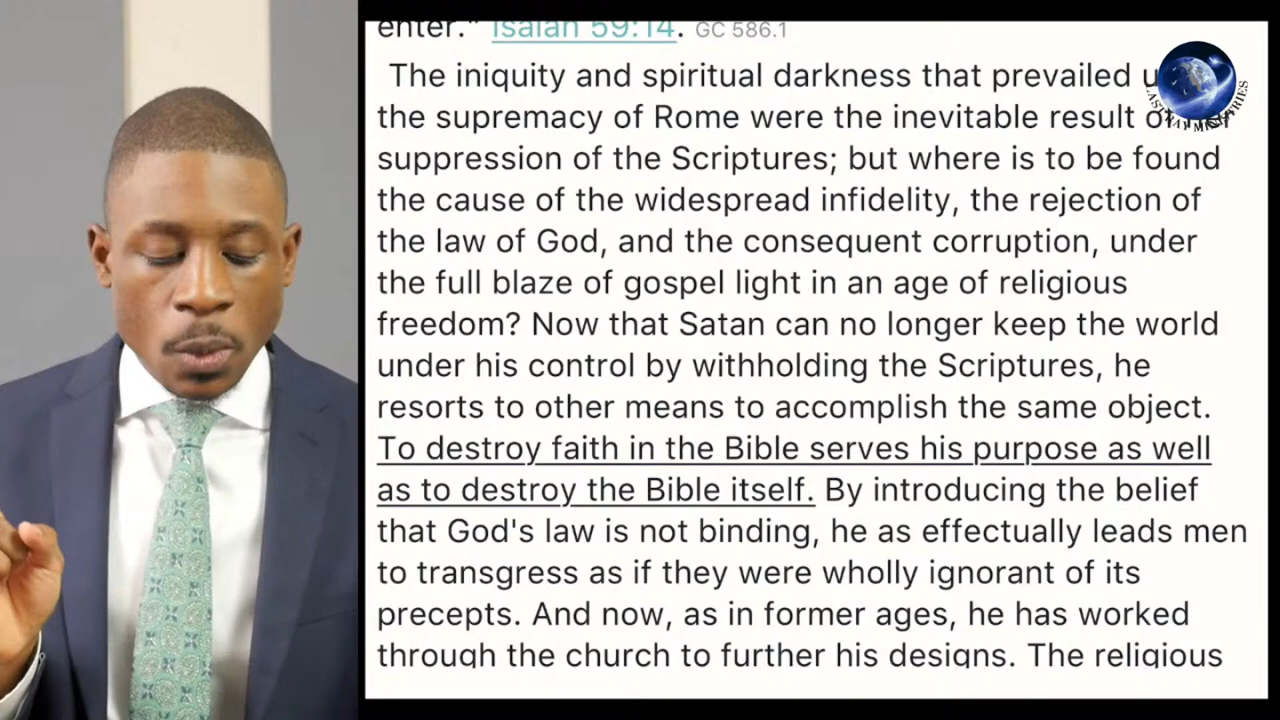 enter." Isaiah 59:14. GC 586.1
The iniquity and spiritual darkness that prevailed
the supremacy of Rome were the inevitable result
suppression of the Scriptures; but where is to be found
the cause of the widespread infidelity, the rejection of
the law of God, and the consequent corruption, under
the full blaze of gospel light in an age of religious
freedom? Now that Satan can no longer keep the world
under his control by withholding the Scriptures, he
resorts to other means to accomplish the same object.
To destroy faith in the Bible serves his purpose as well
as to destroy the Bible itself. By introducing the belief
that God's law is not binding, he as effectually leads men
to transgress as if they were wholly ignorant of its
precepts. And now, as in former ages, he has worked
through the church to further his designs. The religious